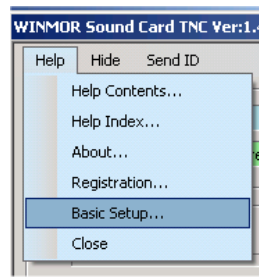 WINMOR Sound Card TNC Ver:1.
Help Hide Send ID
Help Contents...
Help Index...
About...
Registration...
Basic Setup...
Close